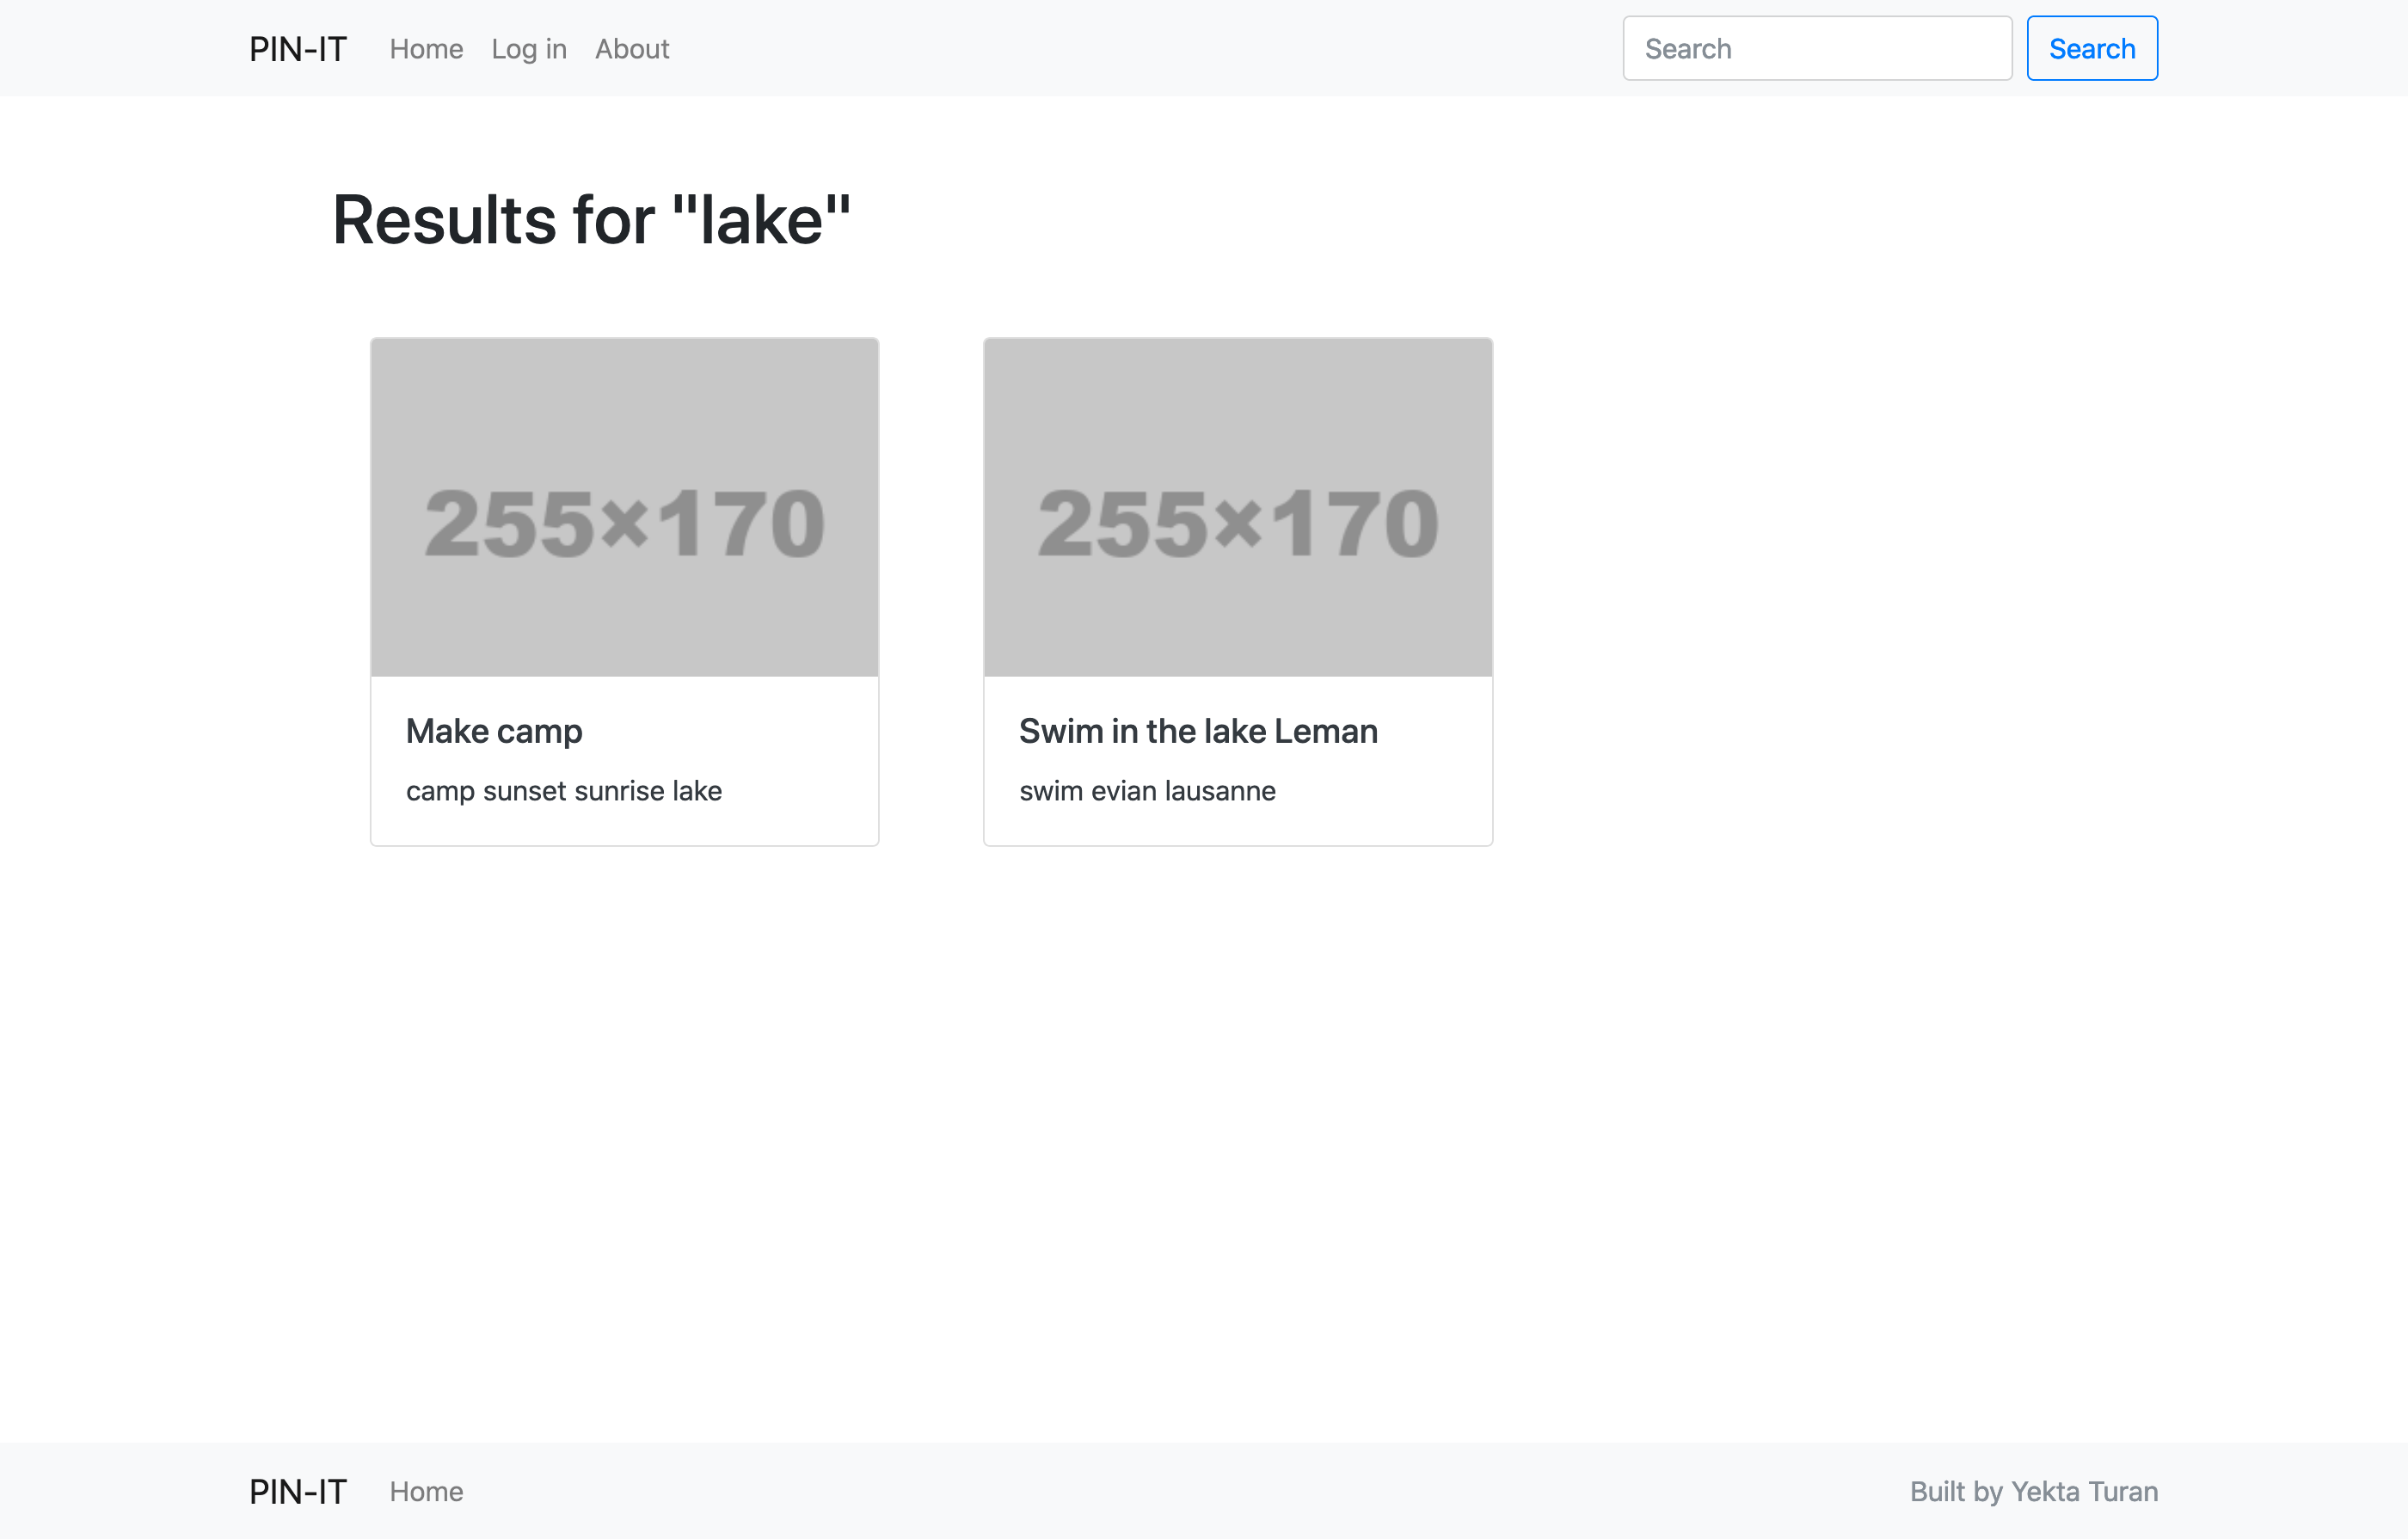 PIN-IT Home Log in About Search Search
Results for "lake"
255×170 255×170
Make camp
camp sunset sunrise lake
Swim in the lake Leman
swim evian lausanne
PIN-IT Home Built by Yekta Turan